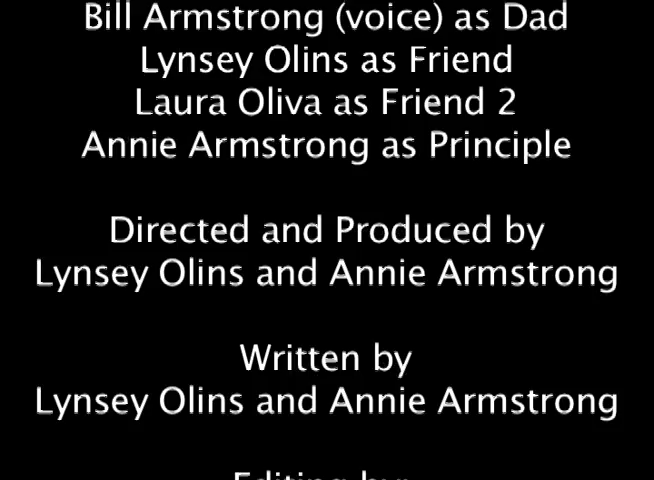 Bill Armstrong (voice) as Dad
Lynsey Olins as Friend
Laura Oliva as Friend 2
Annie Armstrong as Principle
Directed and Produced by
Lynsey Olins and Annie Armstrong
Written by
Lynsey Olins and Annie Armstrong
Editing by: